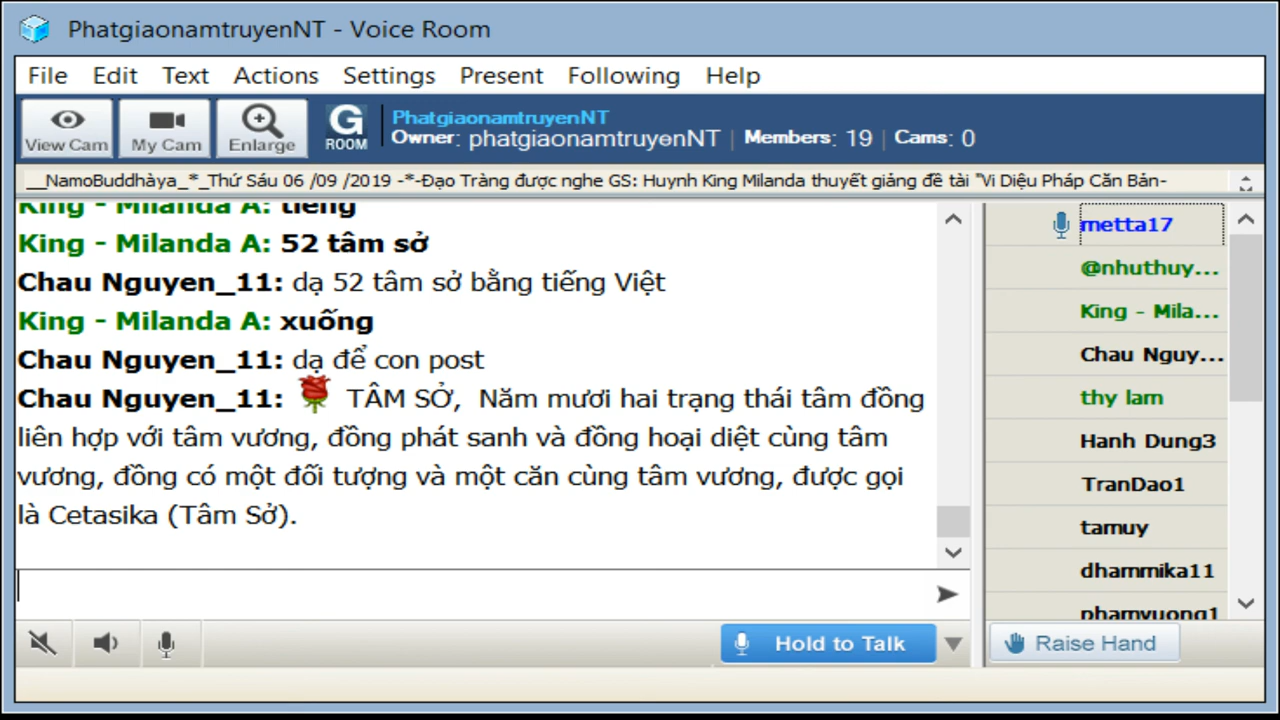 PhatgiaonamtruyenNT - Voice Room
File Edit Text Actions Settings Present Following Help
View Cam My Cam Enlarge
G ROOM
PhatgiaonamtruyenNT
Owner: phatgiaonamtruyenNT | Members: 19 | Cams: 0
__NamoBuddhàya_*_Thứ Sáu 06 /09 /2019 -*-Đạo Tràng được nghe GS: Huynh King Milanda thuyết giảng đề tài "Vi Diệu Pháp Căn Bản-
King - Milanda A: tiếng
King - Milanda A: 52 tâm sở
Chau Nguyen_11: dạ 52 tâm sở bằng tiếng Việt
King - Milanda A: xuống
Chau Nguyen_11: dạ để con post
Chau Nguyen_11: TÂM SỞ, Năm mươi hai trạng thái tâm đồng
liên hợp với tâm vương, đồng phát sanh và đồng hoại diệt cùng tâm
vương, đồng có một đối tượng và một căn cùng tâm vương, được gọi
là Cetasika (Tâm Sở).
metta17
@nhuthuy...
King - Mila...
Chau Nguy...
thy lam
Hanh Dung3
TranDao1
tamuy
dhammika11
phamvuong1
Hold to Talk
Raise Hand